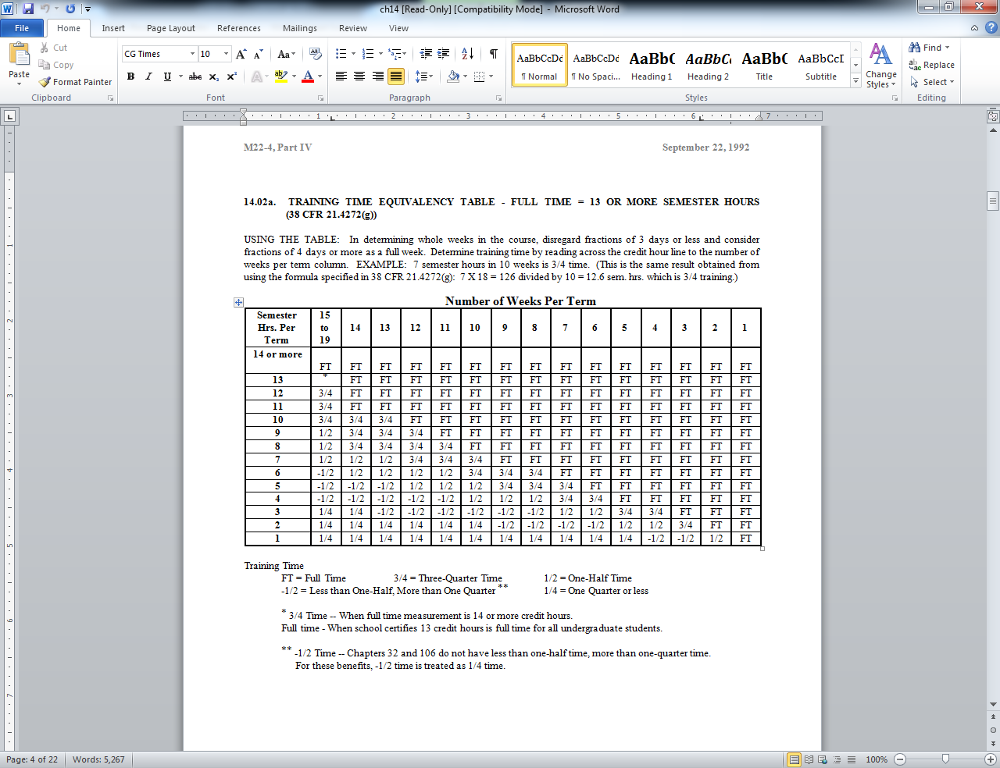 ch14 [Read-Only] [Compatibility Mode] - Microsoft Word
File Home Insert Page Layout References Mailings Review View
Paste
Cut
Copy
Format Painter
Clipboard
CG Times 10
Font
Paragraph
AaBbCcDc AaBbCcDc AaBbC AaBbC AaBbC AaBbCcI
¶ Normal ¶ No Spaci... Heading 1 Heading 2 Title Subtitle
Change Styles
Styles
Find
Replace
Select
Editing
M22-4, Part IV September 22, 1992
14.02a. TRAINING TIME EQUIVALENCY TABLE - FULL TIME = 13 OR MORE SEMESTER HOURS
(38 CFR 21.4272(g))
USING THE TABLE: In determining whole weeks in the course, disregard fractions of 3 days or less and consider
fractions of 4 days or more as a full week. Determine training time by reading across the credit hour line to the number of
weeks per term column. EXAMPLE: 7 semester hours in 10 weeks is 3/4 time. (This is the same result obtained from
using the formula specified in 38 CFR 21.4272(g): 7 X 18 = 126 divided by 10 = 12.6 sem. hrs. which is 3/4 training.)
Number of Weeks Per Term
Semester Hrs. Per Term 15 to 19 14 13 12 11 10 9 8 7 6 5 4 3 2 1
14 or more FT FT FT FT FT FT FT FT FT FT FT FT FT FT FT
13 * FT FT FT FT FT FT FT FT FT FT FT FT FT FT
12 3/4 FT FT FT FT FT FT FT FT FT FT FT FT FT FT
11 3/4 FT FT FT FT FT FT FT FT FT FT FT FT FT FT
10 3/4 3/4 3/4 FT FT FT FT FT FT FT FT FT FT FT FT
9 1/2 3/4 3/4 3/4 FT FT FT FT FT FT FT FT FT FT FT
8 1/2 3/4 3/4 3/4 3/4 FT FT FT FT FT FT FT FT FT FT
7 1/2 1/2 1/2 3/4 3/4 3/4 FT FT FT FT FT FT FT FT FT
6 -1/2 1/2 1/2 1/2 1/2 3/4 3/4 3/4 FT FT FT FT FT FT FT
5 -1/2 -1/2 -1/2 1/2 1/2 1/2 3/4 3/4 3/4 FT FT FT FT FT FT
4 -1/2 -1/2 -1/2 -1/2 -1/2 1/2 1/2 1/2 3/4 3/4 FT FT FT FT FT
3 1/4 1/4 -1/2 -1/2 -1/2 -1/2 -1/2 -1/2 1/2 1/2 3/4 3/4 FT FT FT
2 1/4 1/4 1/4 1/4 1/4 1/4 -1/2 -1/2 -1/2 -1/2 1/2 1/2 3/4 FT FT
1 1/4 1/4 1/4 1/4 1/4 1/4 1/4 1/4 1/4 1/4 1/4 -1/2 -1/2 1/2 FT
Training Time
FT = Full Time 3/4 = Three-Quarter Time 1/2 = One-Half Time
-1/2 = Less than One-Half, More than One Quarter ** 1/4 = One Quarter or less
* 3/4 Time -- When full time measurement is 14 or more credit hours.
Full time - When school certifies 13 credit hours is full time for all undergraduate students.
** -1/2 Time -- Chapters 32 and 106 do not have less than one-half time, more than one-quarter time.
For these benefits, -1/2 time is treated as 1/4 time.
Page: 4 of 22 Words: 5,267 100%